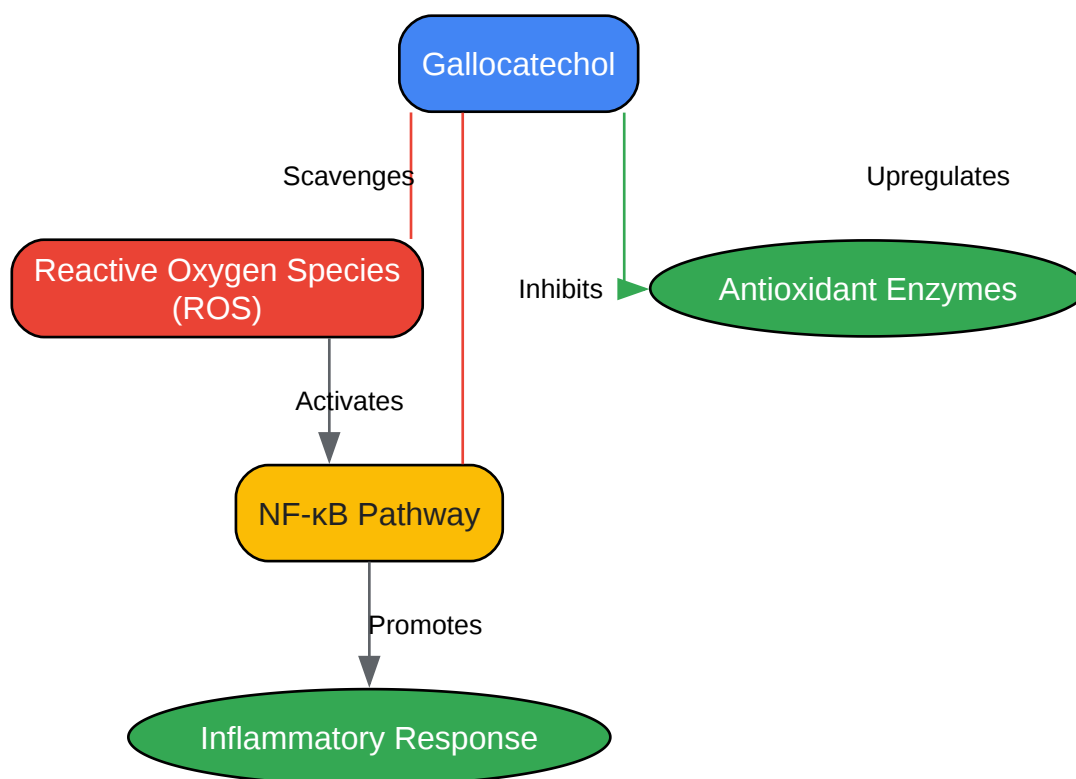 Gallocatechol
Scavenges
Upregulates
Reactive Oxygen Species
(ROS)
Inhibits
Antioxidant Enzymes
Activates
NF-κB Pathway
Promotes
Inflammatory Response